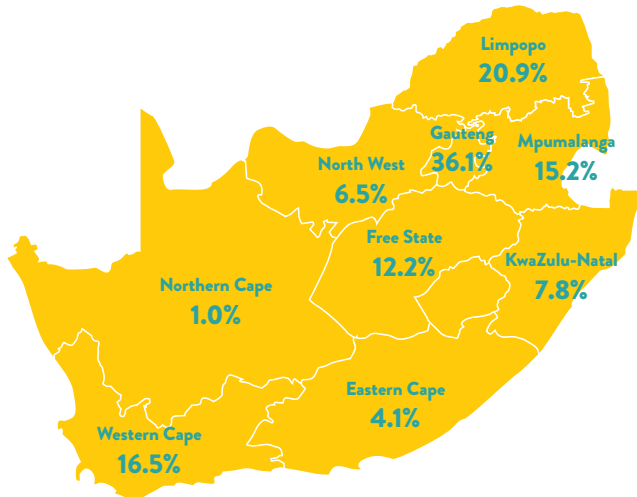 Limpopo
20.9%
Gauteng
36.1%
Mpumalanga
15.2%
North West
6.5%
Free State
12.2%
KwaZulu-Natal
7.8%
Northern Cape
1.0%
Eastern Cape
4.1%
Western Cape
16.5%